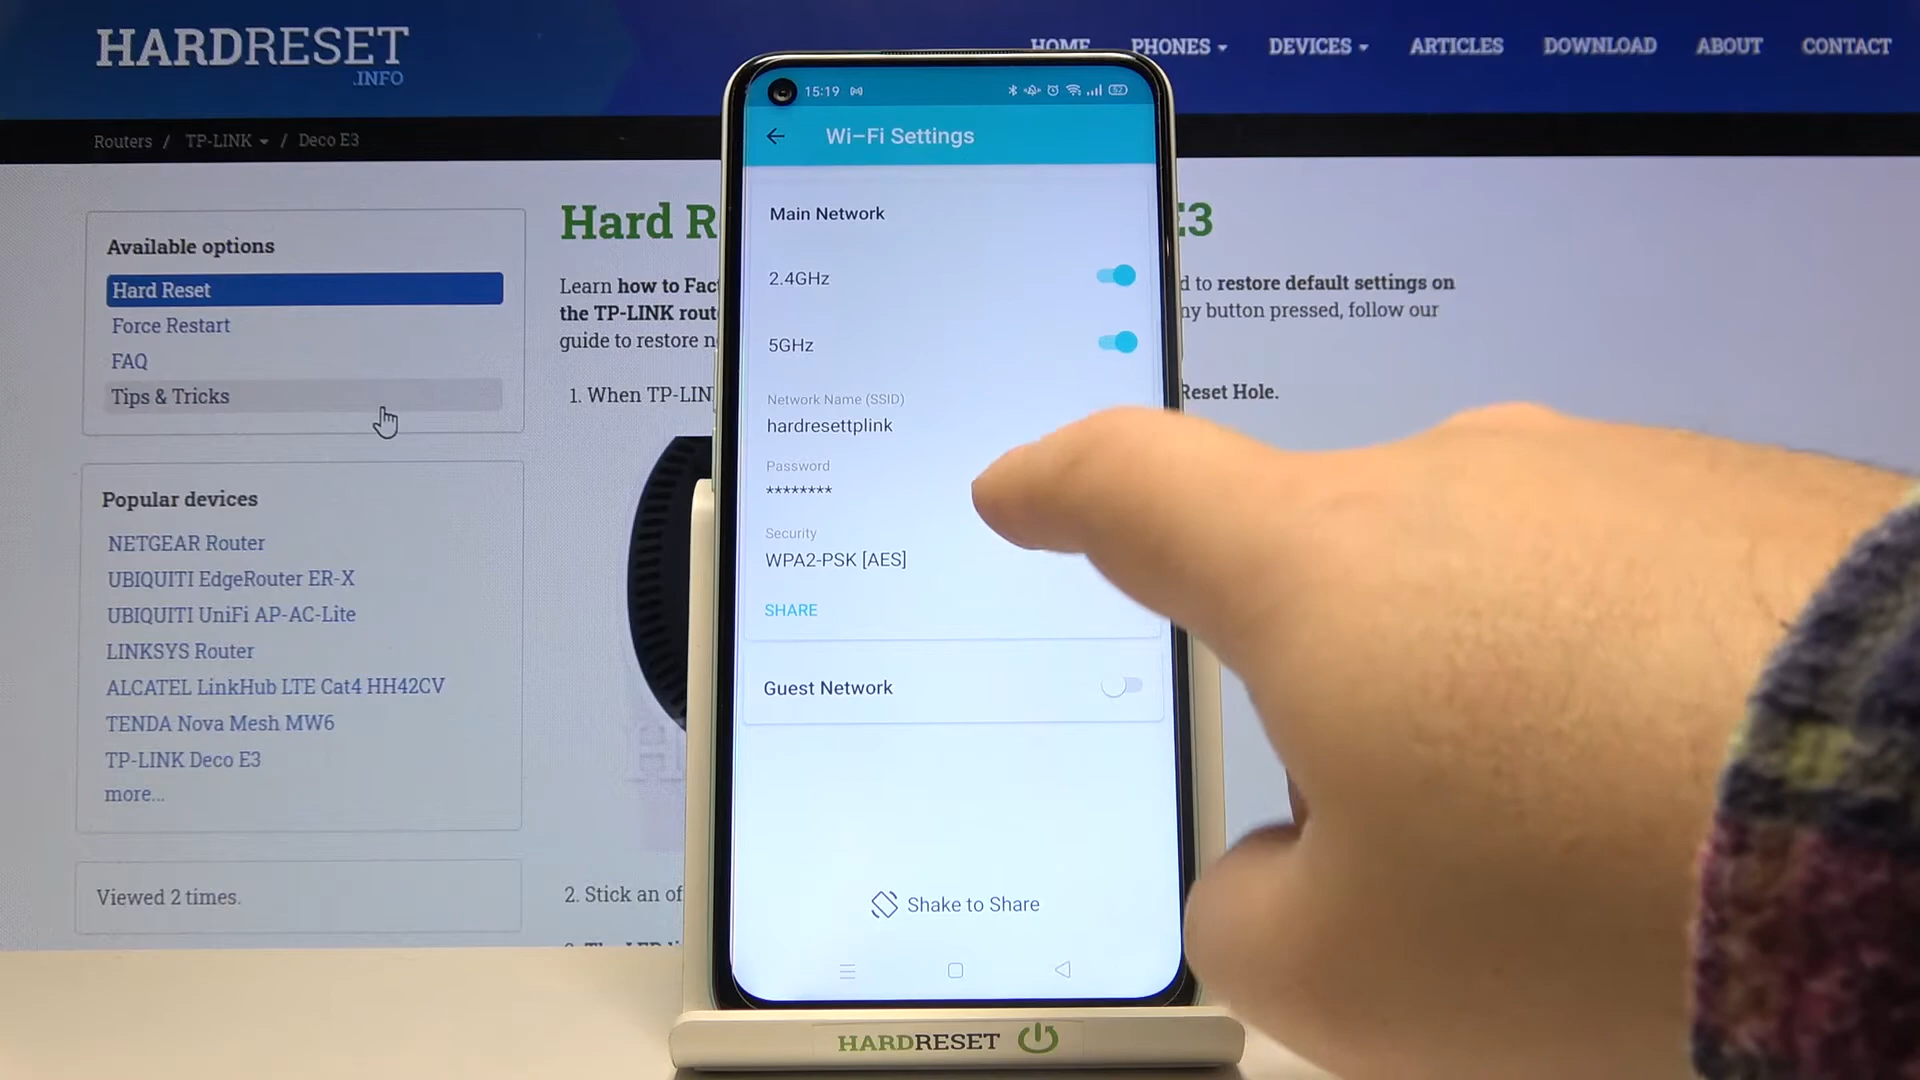 HARDRESET
.INFO
HOME PHONES DEVICES ARTICLES DOWNLOAD ABOUT CONTACT
Routers / TP-LINK / Deco E3
Available options
Hard Reset
Force Restart
FAQ
Tips & Tricks
Popular devices
NETGEAR Router
UBIQUITI EdgeRouter ER-X
UBIQUITI UniFi AP-AC-Lite
LINKSYS Router
ALCATEL LinkHub LTE Cat4 HH42CV
TENDA Nova Mesh MW6
TP-LINK Deco E3
more...
Viewed 2 times.
Hard R
E3
Learn how to Fac
d to restore default settings on
the TP-LINK route
ny button pressed, follow our
guide to restore n
1. When TP-LIN
Reset Hole.
2. Stick an of
15:19
62
Wi-Fi Settings
Main Network
2.4GHz
5GHz
Network Name (SSID)
hardresettplink
Password
********
Security
WPA2-PSK [AES]
SHARE
Guest Network
Shake to Share
HARDRESET